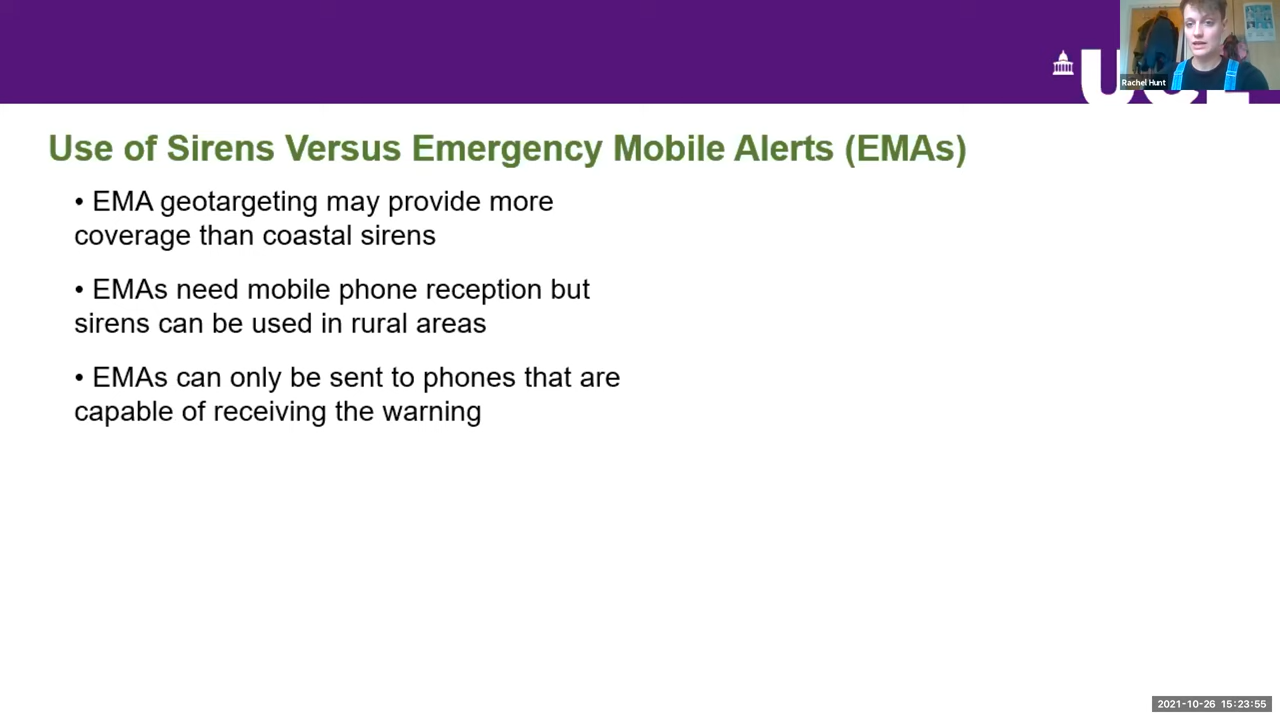 Rachel Hunt
Use of Sirens Versus Emergency Mobile Alerts (EMAs)
• EMA geotargeting may provide more
coverage than coastal sirens
• EMAs need mobile phone reception but
sirens can be used in rural areas
• EMAs can only be sent to phones that are
capable of receiving the warning
2021-10-26 15:23:55